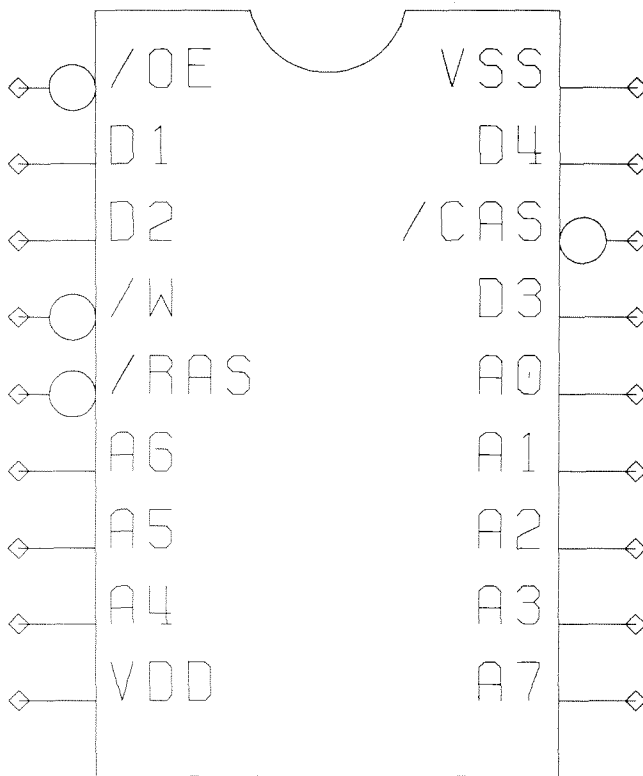 /OE VSS
D1 D4
D2 /CAS
/W D3
/RAS A0
A6 A1
A5 A2
A4 A3
VDD A7